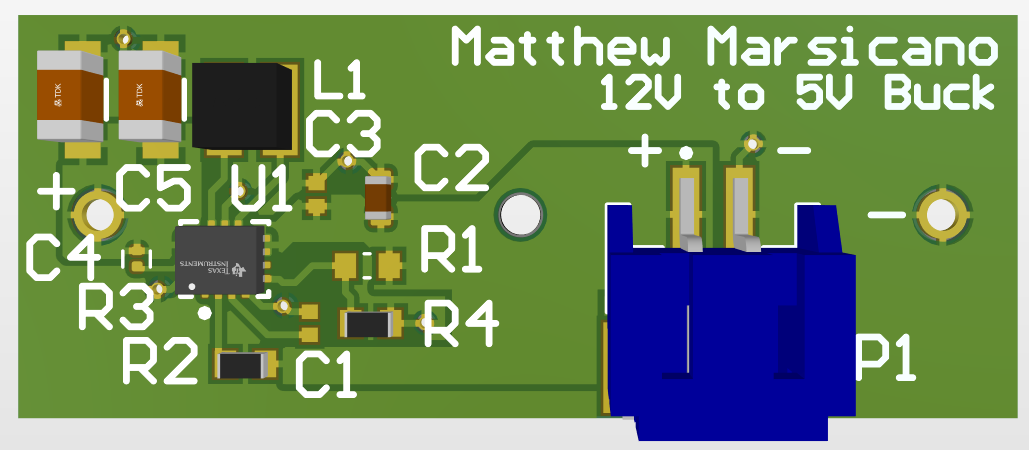 Matthew Marsicano
12V to 5V Buck
TDK
TDK
L1
C3
C2
+
-
+
C5
U1
-
C4
TEXAS
INSTRUMENTS
R1
R3
R4
R2
C1
P1